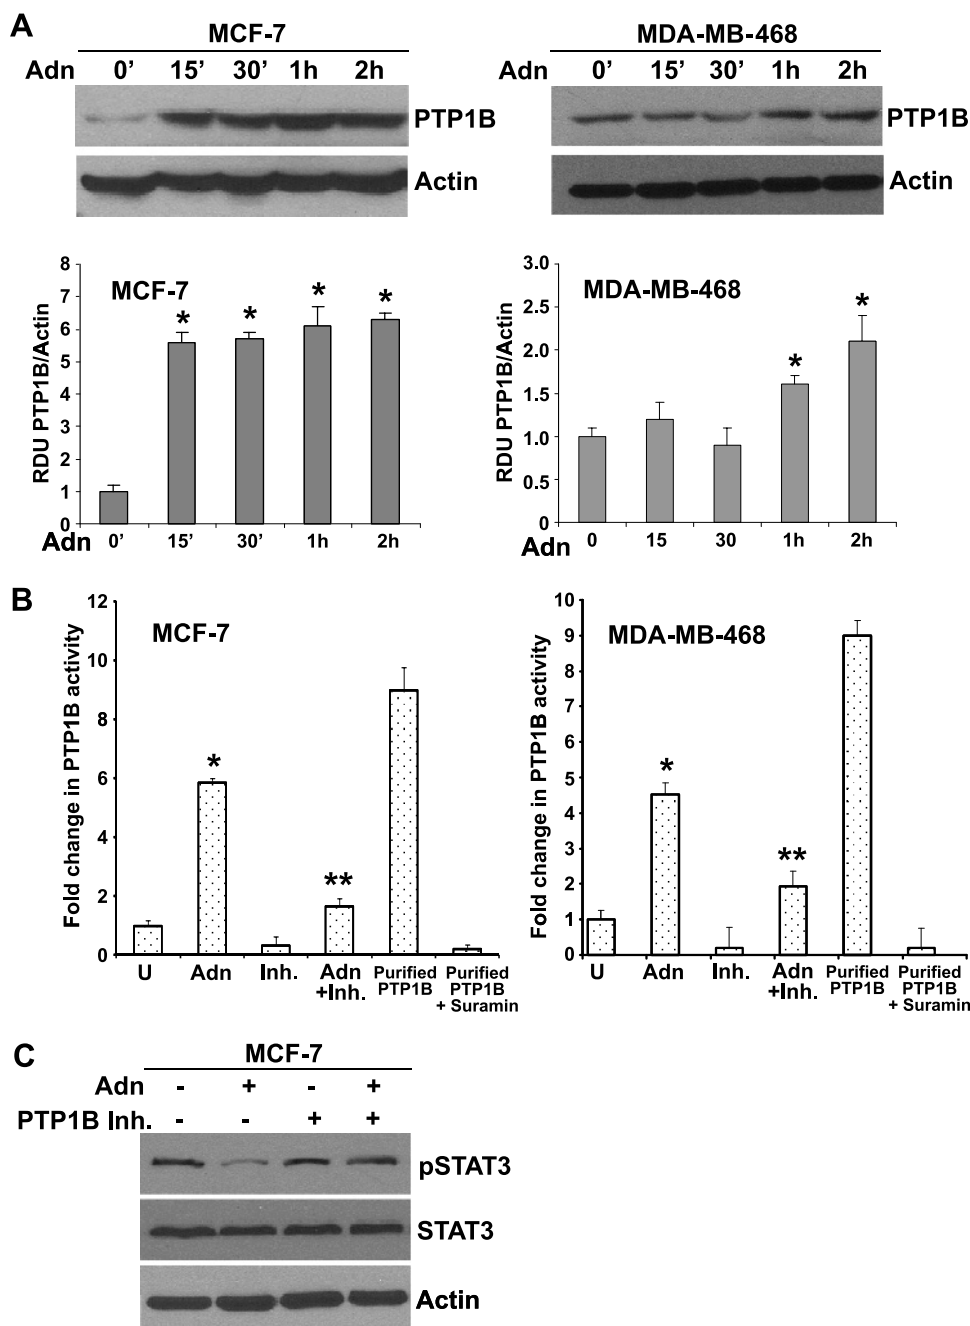 A
MCF-7
Adn 0’ 15’ 30’ 1h 2h
PTP1B
Actin
MDA-MB-468
Adn 0’ 15’ 30’ 1h 2h
PTP1B
Actin
8
7
6
5
4
3
2
1
0
RDU PTP1B/Actin
MCF-7
* * * *
Adn 0’ 15’ 30’ 1h 2h
3.0
2.5
2.0
1.5
1.0
0.5
0
RDU PTP1B/Actin
MDA-MB-468
* *
Adn 0 15 30 1h 2h
B
12
10
8
6
4
2
0
Fold change in PTP1B activity
MCF-7
*
**
U Adn Inh. Adn +Inh. Purified PTP1B Purified PTP1B + Suramin
10
9
8
7
6
5
4
3
2
1
0
Fold change in PTP1B activity
MDA-MB-468
*
**
U Adn Inh. Adn +Inh. Purified PTP1B Purified PTP1B + Suramin
C
MCF-7
Adn - + - +
PTP1B Inh. - - + +
pSTAT3
STAT3
Actin